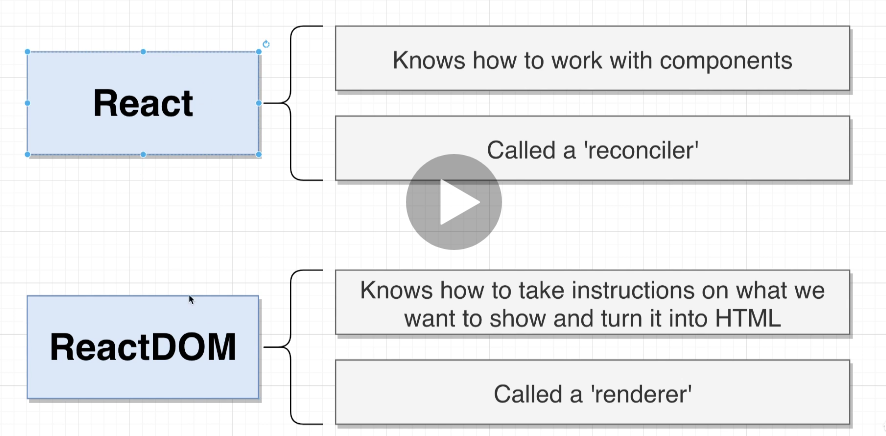 React
Knows how to work with components
Called a 'reconciler'
ReactDOM
Knows how to take instructions on what we
want to show and turn it into HTML
Called a 'renderer'